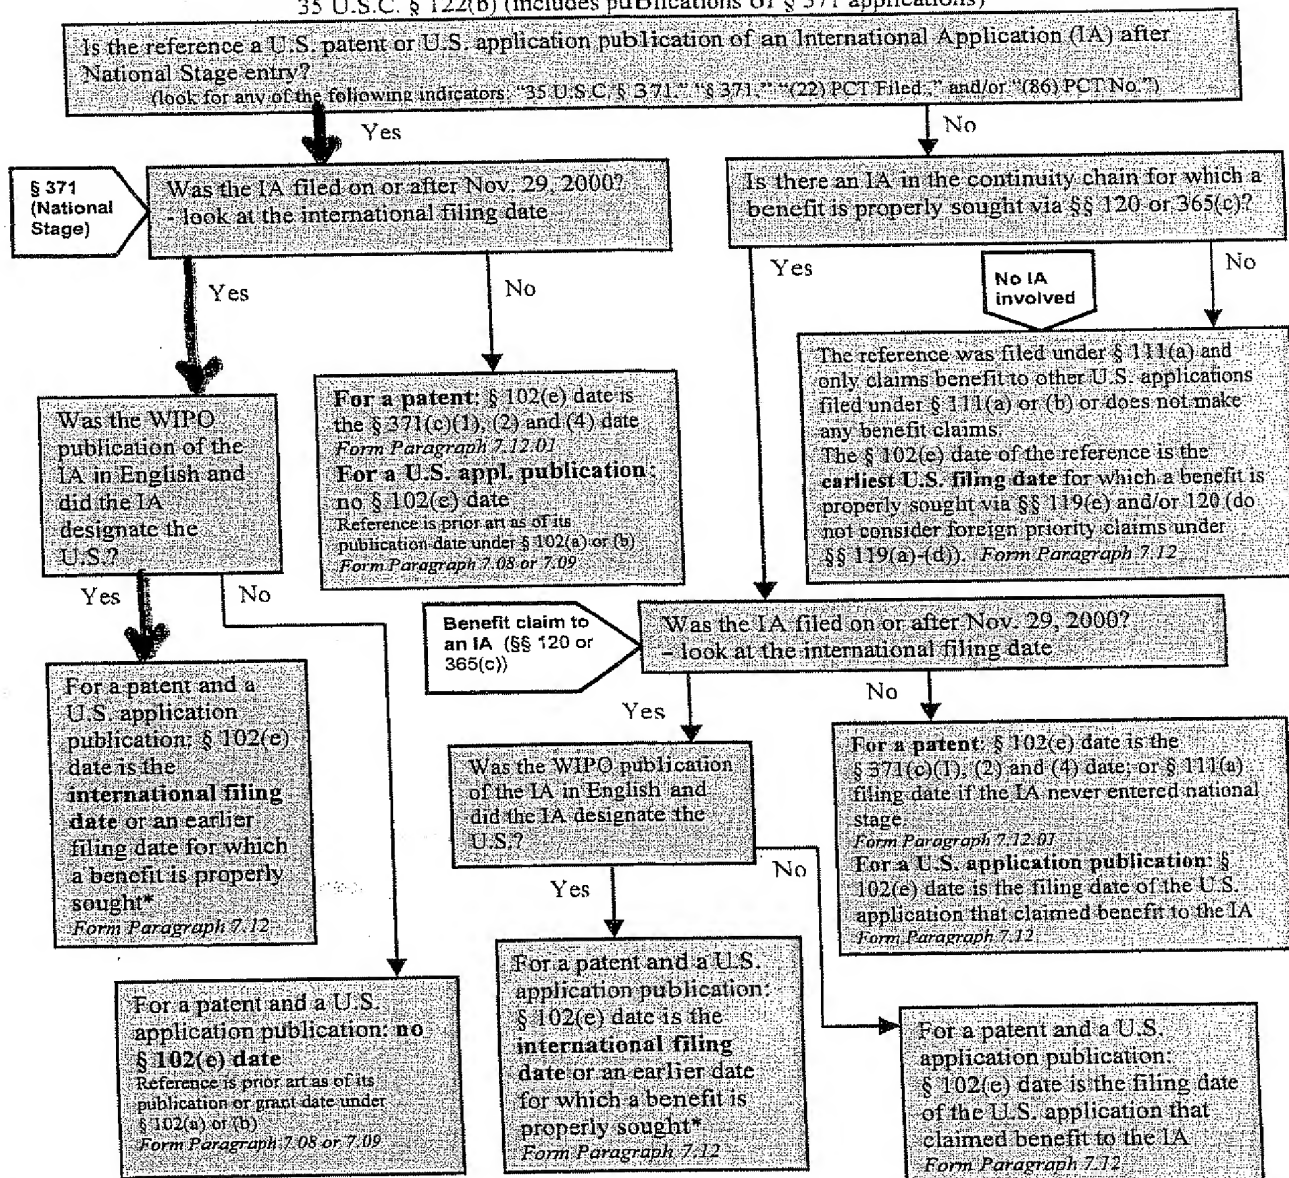 35 U.S.C. § 122(b) (includes publications of § 371 applications)
Is the reference a U.S. patent or U.S. application publication of an International Application (IA) after
National Stage entry?
(look for any of the following indicators: "35 U.S.C. § 371," "§ 371," "(22) PCT Filed:," and/or "(86) PCT No.")
Yes
No
§ 371
(National
Stage)
Was the IA filed on or after Nov. 29, 2000?
- look at the international filing date
Is there an IA in the continuity chain for which a
benefit is properly sought via §§ 120 or 365(c)?
Yes
No
Yes
No
No IA
involved
Was the WIPO
publication of the
IA in English and
did the IA
designate the
U.S.?
For a patent: § 102(e) date is
the § 371(c)(1), (2) and (4) date
Form Paragraph 7.12.01
For a U.S. appl. publication:
no § 102(e) date
Reference is prior art as of its
publication date under § 102(a) or (b)
Form Paragraph 7.08 or 7.09
The reference was filed under § 111(a) and
only claims benefit to other U.S. applications
filed under § 111(a) or (b) or does not make
any benefit claims.
The § 102(e) date of the reference is the
earliest U.S. filing date for which a benefit is
properly sought via §§ 119(e) and/or 120 (do
not consider foreign priority claims under
§§ 119(a)-(d)). Form Paragraph 7.12
Yes
No
Benefit claim to
an IA (§§ 120 or
365(c))
Was the IA filed on or after Nov. 29, 2000?
– look at the international filing date
Yes
No
For a patent and a
U.S. application
publication: § 102(e)
date is the
international filing
date or an earlier
filing date for which
a benefit is properly
sought*
Form Paragraph 7.12
Was the WIPO publication
of the IA in English and
did the IA designate the
U.S.?
For a patent: § 102(e) date is the
§ 371(c)(1), (2) and (4) date; or § 111(a)
filing date if the IA never entered national
stage
Form Paragraph 7.12.01
For a U.S. application publication: §
102(e) date is the filing date of the U.S.
application that claimed benefit to the IA
Form Paragraph 7.12
Yes
No
For a patent and a U.S.
application publication: no
§ 102(e) date
Reference is prior art as of its
publication or grant date under
§ 102(a) or (b)
Form Paragraph 7.08 or 7.09
For a patent and a U.S.
application publication:
§ 102(e) date is the
international filing
date or an earlier date
for which a benefit is
properly sought*
Form Paragraph 7.12
For a patent and a U.S.
application publication:
§ 102(e) date is the filing date
of the U.S. application that
claimed benefit to the IA
Form Paragraph 7.12